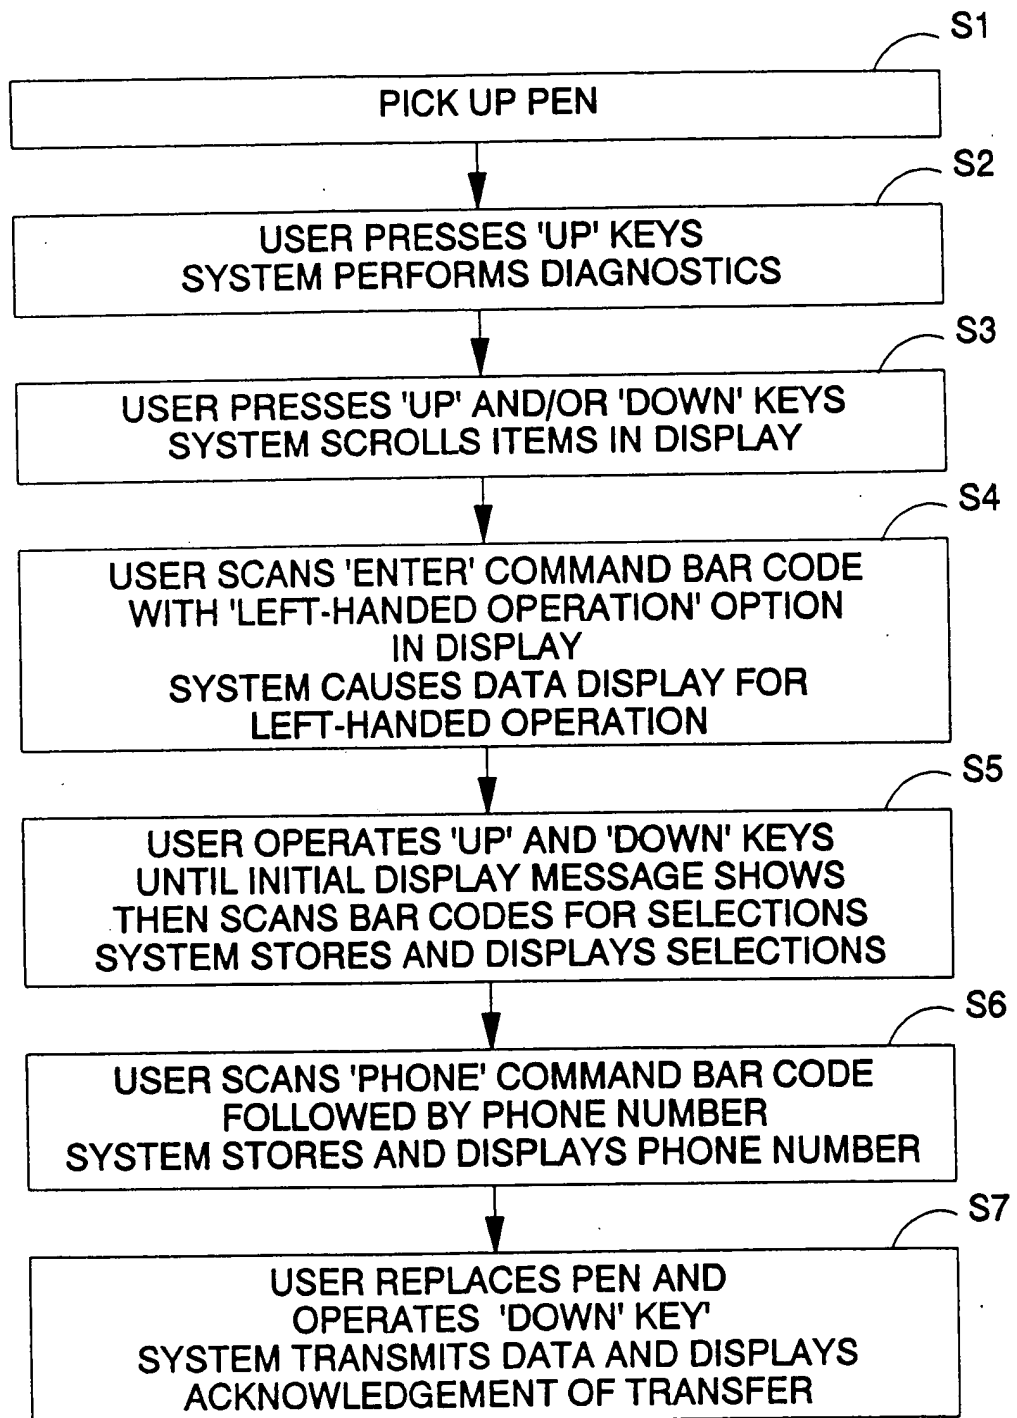 S1
PICK UP PEN
S2
USER PRESSES 'UP' KEYS
SYSTEM PERFORMS DIAGNOSTICS
S3
USER PRESSES 'UP' AND/OR 'DOWN' KEYS
SYSTEM SCROLLS ITEMS IN DISPLAY
S4
USER SCANS 'ENTER' COMMAND BAR CODE
WITH 'LEFT-HANDED OPERATION' OPTION
IN DISPLAY
SYSTEM CAUSES DATA DISPLAY FOR
LEFT-HANDED OPERATION
S5
USER OPERATES 'UP' AND 'DOWN' KEYS
UNTIL INITIAL DISPLAY MESSAGE SHOWS
THEN SCANS BAR CODES FOR SELECTIONS
SYSTEM STORES AND DISPLAYS SELECTIONS
S6
USER SCANS 'PHONE' COMMAND BAR CODE
FOLLOWED BY PHONE NUMBER
SYSTEM STORES AND DISPLAYS PHONE NUMBER
S7
USER REPLACES PEN AND
OPERATES 'DOWN' KEY'
SYSTEM TRANSMITS DATA AND DISPLAYS
ACKNOWLEDGEMENT OF TRANSFER